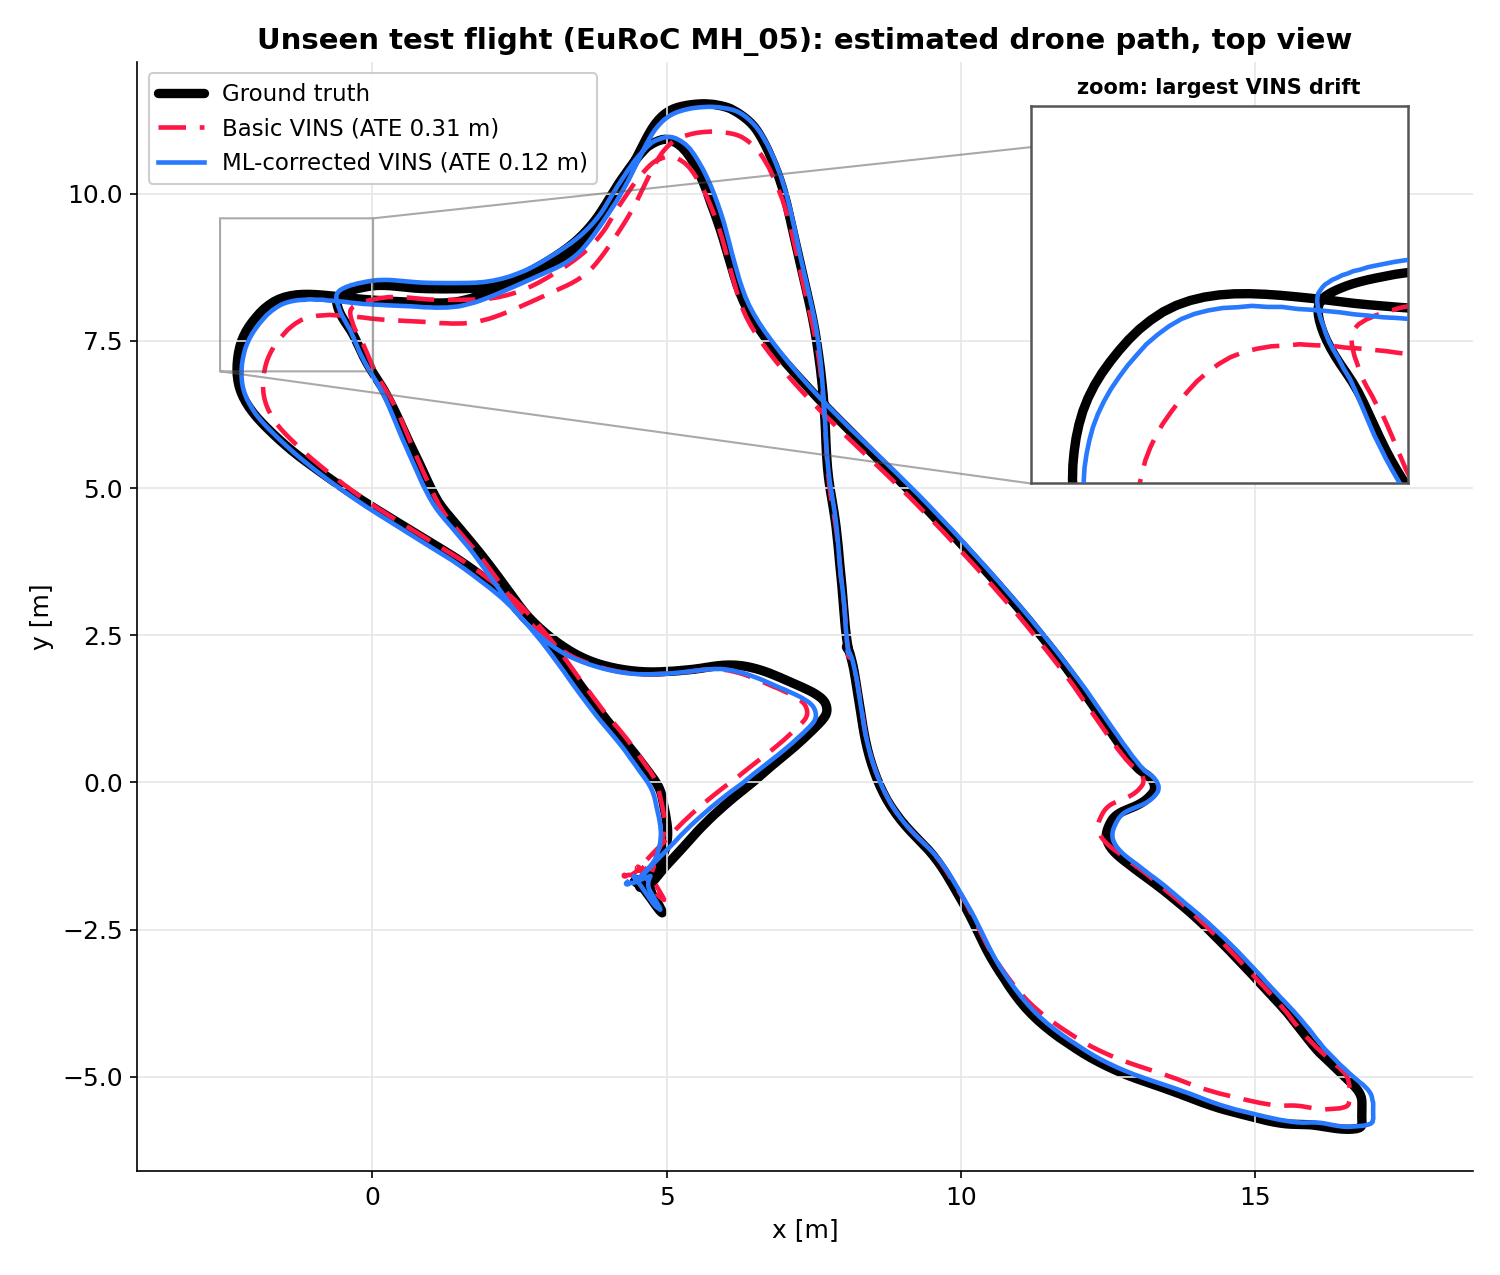 Unseen test flight (EuRoC MH_05): estimated drone path, top view
Ground truth
Basic VINS (ATE 0.31 m)
ML-corrected VINS (ATE 0.12 m)
zoom: largest VINS drift
10.0
7.5
5.0
2.5
0.0
−2.5
−5.0
y [m]
0
5
10
15
x [m]